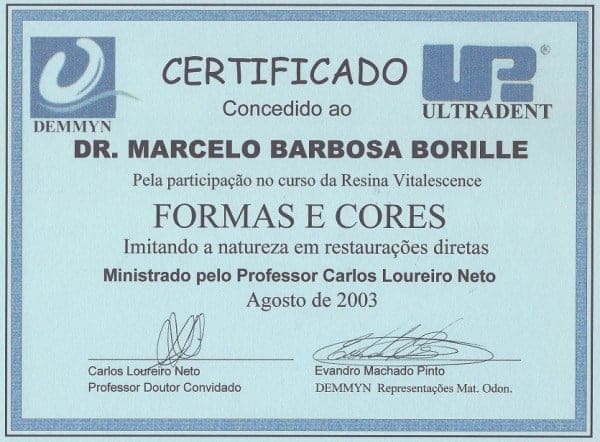 CERTIFICADO
UP®
Concedido ao
ULTRADENT
DEMMYN
DR. MARCELO BARBOSA BORILLE
Pela participação no curso da Resina Vitalescence
FORMAS E CORES
Imitando a natureza em restaurações diretas
Ministrado pelo Professor Carlos Loureiro Neto
Agosto de 2003
Carlos Loureiro Neto
Professor Doutor Convidado
Evandro Machado Pinto
DEMMYN Representações Mat. Odon.